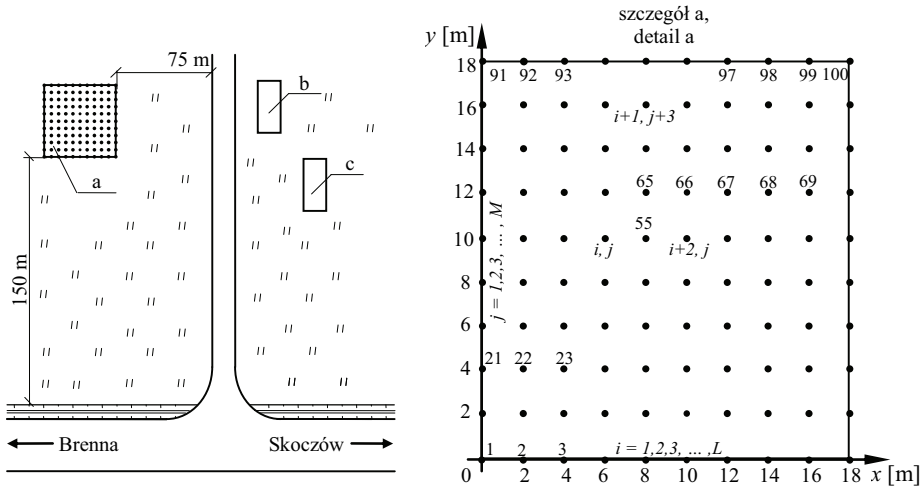 75 m
b
c
a
150 m
Brenna
Skoczów
szczegół a,
detail a
y [m]
18
91 92 93 97 98 99 100
16
i+1, j+3
14
12
65 66 67 68 69
55
10
i, j i+2, j
j = 1,2,3, ... , M
8
6
21 22 23
4
2
1 2 3 i = 1,2,3, ... ,L
0 2 4 6 8 10 12 14 16 18 x [m]